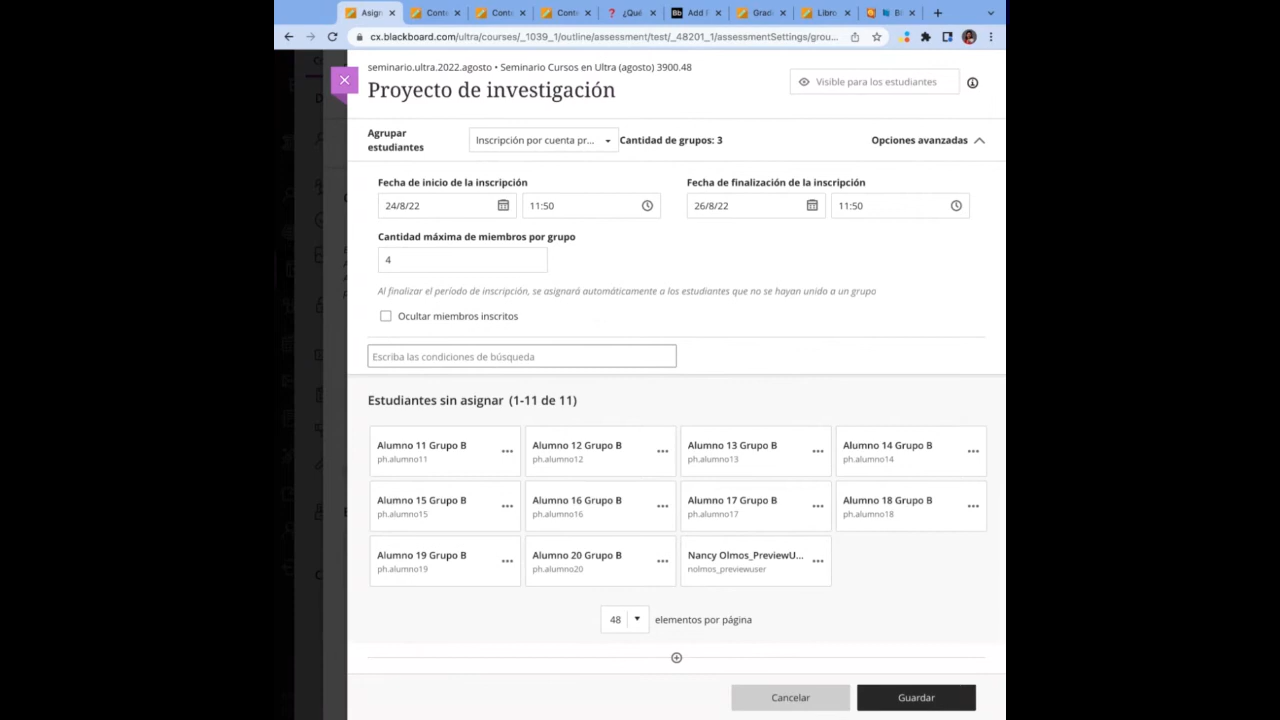 Asign
Conte
Conte
Conte
¿Qué
Add
Grad
Libro
cx.blackboard.com/ultra/courses/_1039_1/outline/assessment/test/_48201_1/assessmentSettings/grou...
seminario.ultra.2022.agosto • Seminario Cursos en Ultra (agosto) 3900.48
Proyecto de investigación
Visible para los estudiantes
Agrupar
estudiantes
Inscripción por cuenta pr...
Cantidad de grupos: 3
Opciones avanzadas
Fecha de inicio de la inscripción
Fecha de finalización de la inscripción
24/8/22
11:50
26/8/22
11:50
Cantidad máxima de miembros por grupo
4
Al finalizar el período de inscripción, se asignará automáticamente a los estudiantes que no se hayan unido a un grupo
Ocultar miembros inscritos
Escriba las condiciones de búsqueda
Estudiantes sin asignar (1-11 de 11)
Alumno 11 Grupo B
ph.alumno11
Alumno 12 Grupo B
ph.alumno12
Alumno 13 Grupo B
ph.alumno13
Alumno 14 Grupo B
ph.alumno14
Alumno 15 Grupo B
ph.alumno15
Alumno 16 Grupo B
ph.alumno16
Alumno 17 Grupo B
ph.alumno17
Alumno 18 Grupo B
ph.alumno18
Alumno 19 Grupo B
ph.alumno19
Alumno 20 Grupo B
ph.alumno20
Nancy Olmos_PreviewU...
nolmos_previewuser
48
elementos por página
Cancelar
Guardar